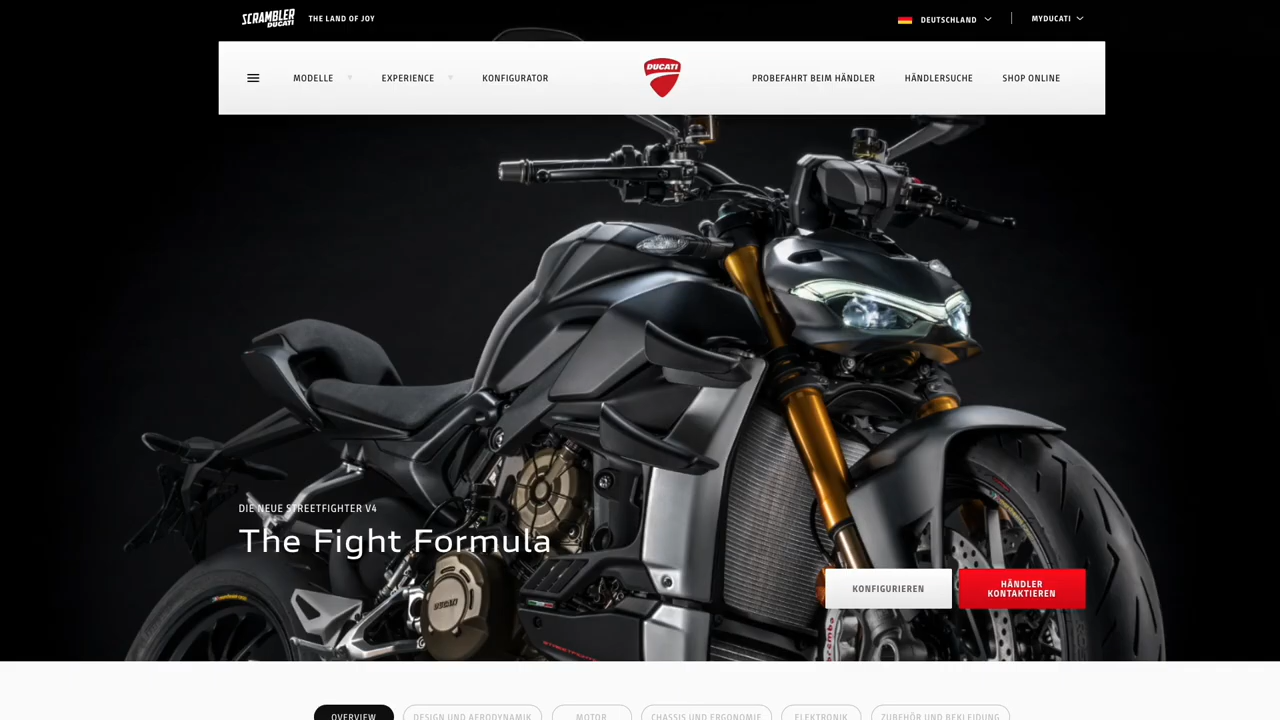 SCRAMBLER
DUCATI
THE LAND OF JOY
DEUTSCHLAND
MYDUCATI
MODELLE
EXPERIENCE
KONFIGURATOR
DUCATI
PROBEFAHRT BEIM HÄNDLER
HÄNDLERSUCHE
SHOP ONLINE
DIE NEUE STREETFIGHTER V4
The Fight Formula
KONFIGURIEREN
HÄNDLER
KONTAKTIEREN
DUCATI
brembo
OVERVIEW
DESIGN UND AERODYNAMIK
MOTOR
CHASSIS UND ERGONOMIE
ELEKTRONIK
ZUBEHÖR UND BEKLEIDUNG